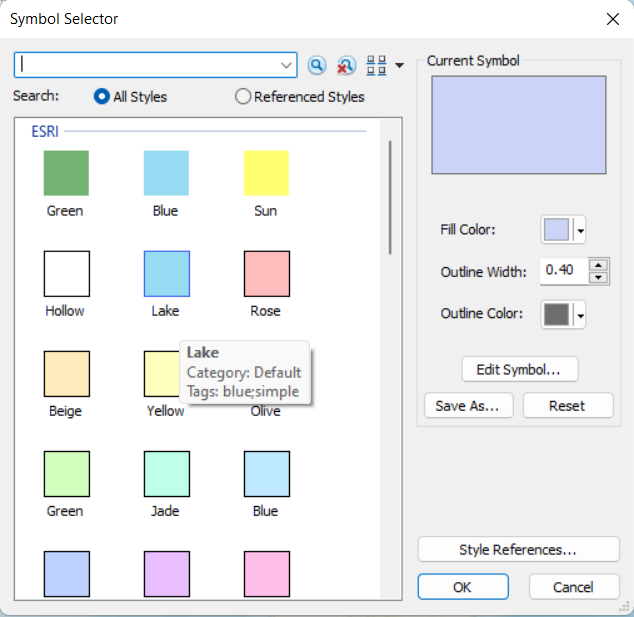 Symbol Selector
Search:
All Styles
Referenced Styles
ESRI
Green
Blue
Sun
Hollow
Lake
Rose
Lake
Category: Default
Tags: blue;simple
Beige
Yellow
Olive
Green
Jade
Blue
Current Symbol
Fill Color:
Outline Width:
0.40
Outline Color:
Edit Symbol...
Save As...
Reset
Style References...
OK
Cancel